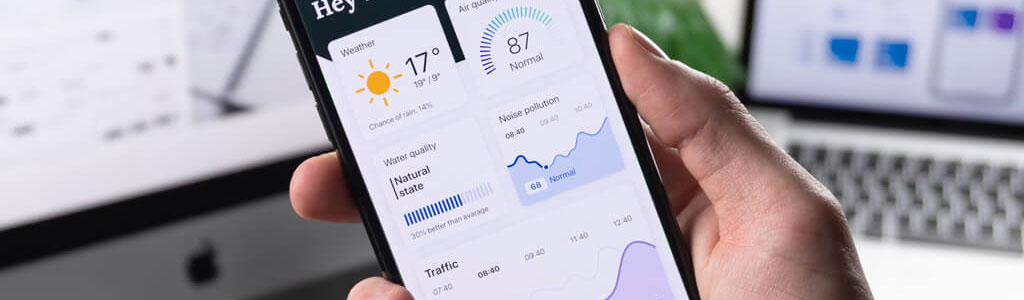 Hey
Weather
17°
19° / 9°
Chance of rain: 14%
Air quality
87
Normal
Water quality
Natural
state
30% better than avarage
Noise pollution
08:40 09:40 10:40
68 Normal
Traffic
07:40 08:40 09:40 11:40 12:40